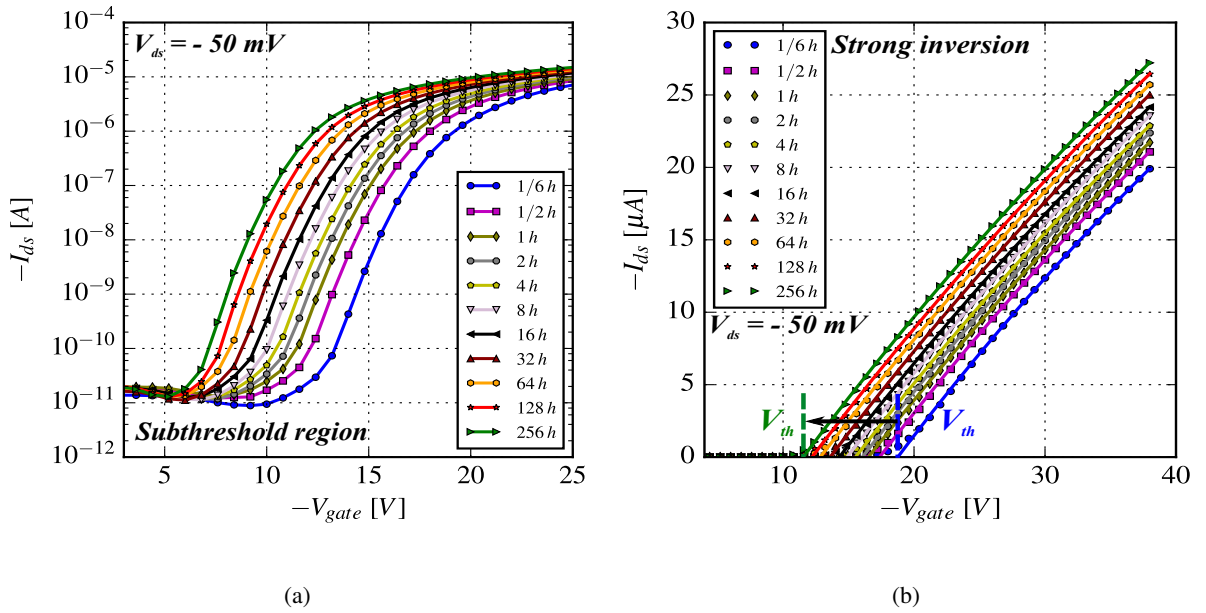 (a)
V_ds = - 50 mV
10⁻⁴
10⁻⁵
10⁻⁶
10⁻⁷
10⁻⁸
10⁻⁹
10⁻¹⁰
10⁻¹¹
10⁻¹²
−I_ds [A]
1/6 h
1/2 h
1 h
2 h
4 h
8 h
16 h
32 h
64 h
128 h
256 h
Subthreshold region
5 10 15 20 25
−V_gate [V]
(b)
Strong inversion
30
25
20
15
10
5
0
−I_ds [μA]
1/6 h
1/2 h
1 h
2 h
4 h
8 h
16 h
32 h
64 h
128 h
256 h
V_ds = - 50 mV
V_th
V_th
10 20 30 40
−V_gate [V]
(a)
(b)